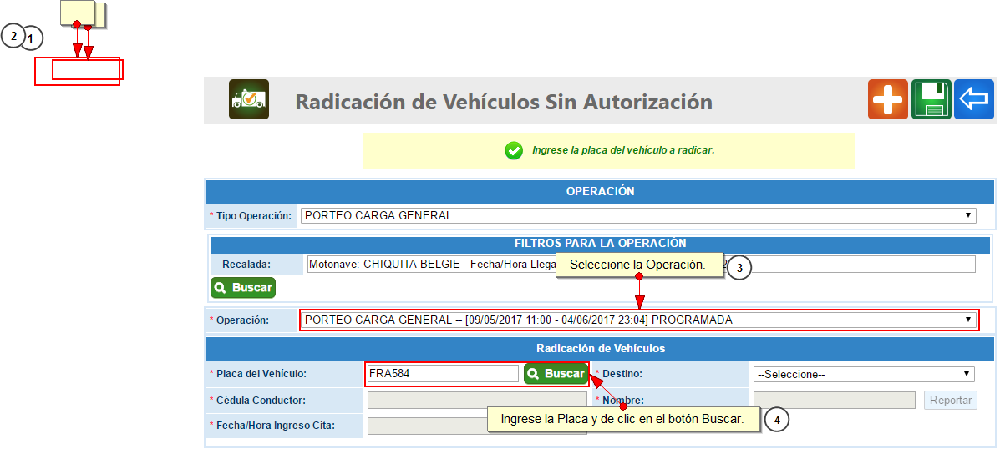 2 1
Radicación de Vehículos Sin Autorización
Ingrese la placa del vehículo a radicar.
OPERACIÓN
* Tipo Operación: PORTEO CARGA GENERAL
FILTROS PARA LA OPERACIÓN
Recalada: Motonave: CHIQUITA BELGIE - Fecha/Hora Llega
Seleccione la Operación. 3
Buscar
* Operación: PORTEO CARGA GENERAL -- [09/05/2017 11:00 - 04/06/2017 23:04] PROGRAMADA
Radicación de Vehículos
* Placa del Vehículo: FRA584 Buscar * Destino: --Seleccione--
* Cédula Conductor: * Nombre: Reportar
Ingrese la Placa y de clic en el botón Buscar. 4
* Fecha/Hora Ingreso Cita: